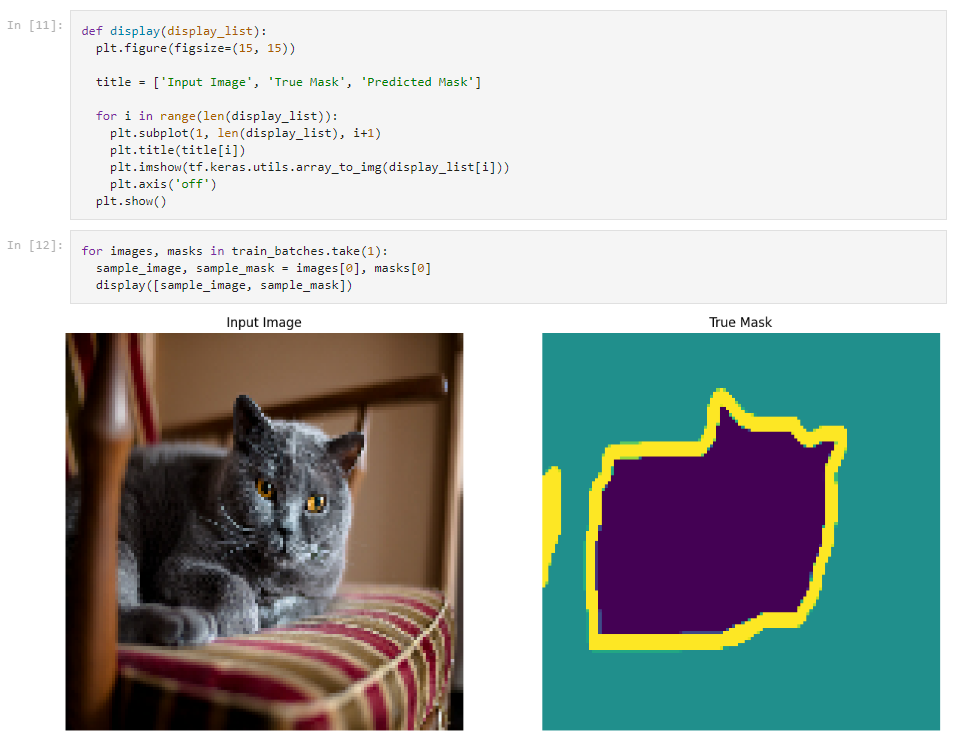 In [11]:
def display(display_list):
  plt.figure(figsize=(15, 15))

  title = ['Input Image', 'True Mask', 'Predicted Mask']

  for i in range(len(display_list)):
    plt.subplot(1, len(display_list), i+1)
    plt.title(title[i])
    plt.imshow(tf.keras.utils.array_to_img(display_list[i]))
    plt.axis('off')
  plt.show()
In [12]:
for images, masks in train_batches.take(1):
  sample_image, sample_mask = images[0], masks[0]
  display([sample_image, sample_mask])
Input Image
True Mask